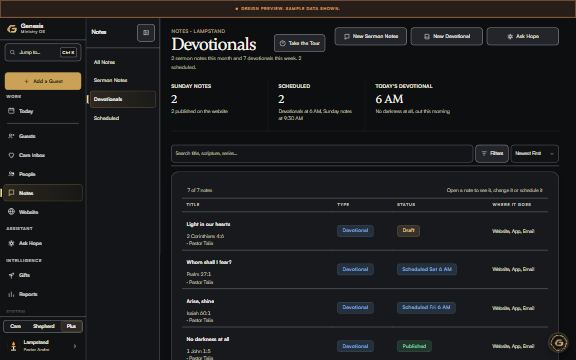 DESIGN PREVIEW. SAMPLE DATA SHOWN.
Genesis
Ministry OS
Jump to...
Ctrl K
+ Add a Guest
WORK
Today
Guests
Care Inbox
People
Notes
Website
ASSISTANT
Ask Hope
INTELLIGENCE
Gifts
Reports
Care
Shepherd
Plus
Lampstand
Pastor Andre
Notes
All Notes
Sermon Notes
Devotionals
Scheduled
NOTES · LAMPSTAND
Devotionals
2 sermon notes this month and 7 devotionals this week. 2
scheduled.
Take the Tour
New Sermon Notes
New Devotional
Ask Hope
SUNDAY NOTES
2
2 published on the website
SCHEDULED
2
Devotionals at 6 AM, Sunday notes
at 9:30 AM
TODAY'S DEVOTIONAL
6 AM
No darkness at all, out this morning
Search title, scripture, series...
Filters
Newest First
7 of 7 notes
Open a note to see it, change it or schedule it
TITLE
TYPE
STATUS
WHERE IT GOES
Light in our hearts
2 Corinthians 4:6
· Pastor Talia
Devotional
Draft
Website, App, Email
Whom shall I fear?
Psalm 27:1
· Pastor Talia
Devotional
Scheduled Sat 6 AM
Website, App, Email
Arise, shine
Isaiah 60:1
· Pastor Talia
Devotional
Scheduled Fri 6 AM
Website, App, Email
No darkness at all
1 John 1:5
· Pastor Talia
Devotional
Published
Website, App, Email